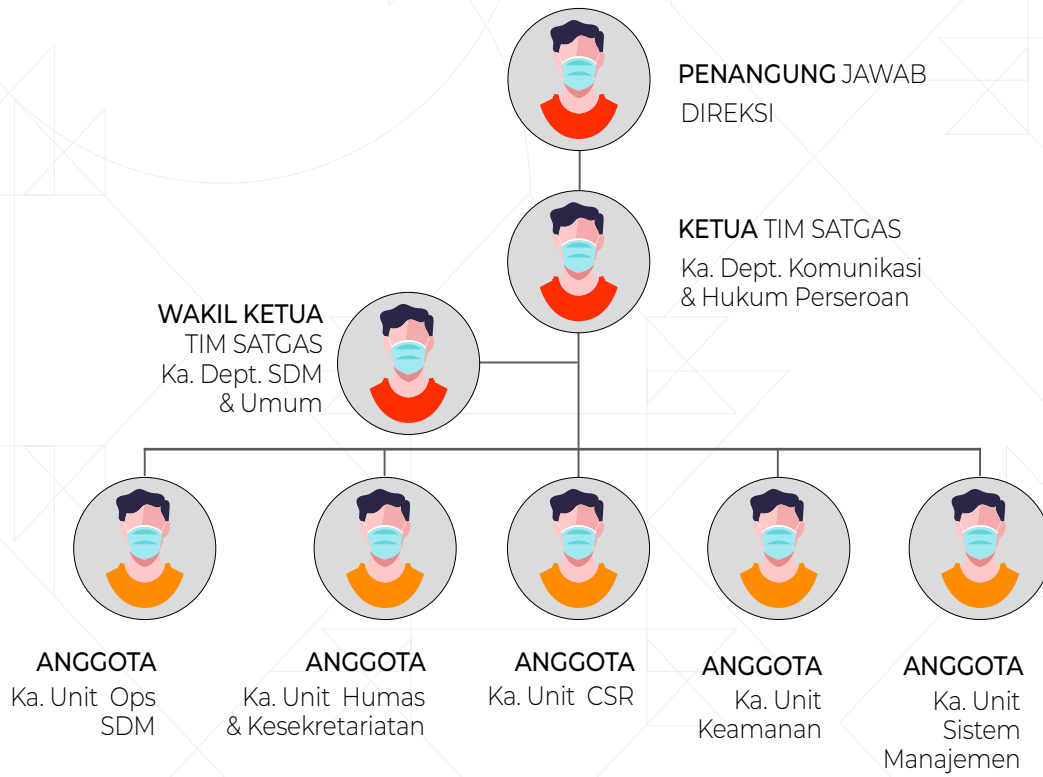 PENANGUNG JAWAB
DIREKSI
KETUA TIM SATGAS
Ka. Dept. Komunikasi
& Hukum Perseroan
WAKIL KETUA
TIM SATGAS
Ka. Dept. SDM
& Umum
ANGGOTA
Ka. Unit Ops
SDM
ANGGOTA
Ka. Unit Humas
& Kesekretariatan
ANGGOTA
Ka. Unit CSR
ANGGOTA
Ka. Unit
Keamanan
ANGGOTA
Ka. Unit
Sistem
Manajemen